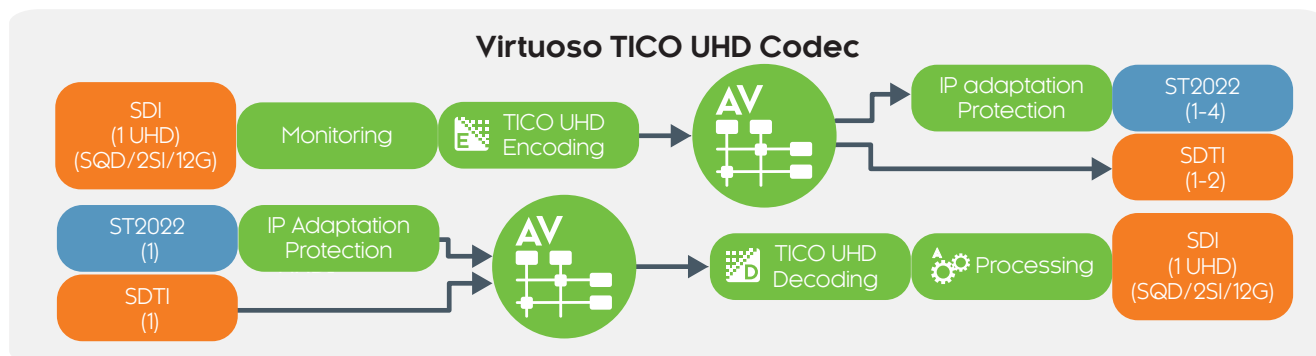 Virtuoso TICO UHD Codec
SDI
(1 UHD)
(SQD/2SI/12G)
Monitoring
E
TICO UHD
Encoding
AV
IP adaptation
Protection
ST2022
(1-4)
SDTI
(1-2)
ST2022
(1)
IP Adaptation
Protection
SDTI
(1)
AV
D
TICO UHD
Decoding
A
Processing
SDI
(1 UHD)
(SQD/2SI/12G)